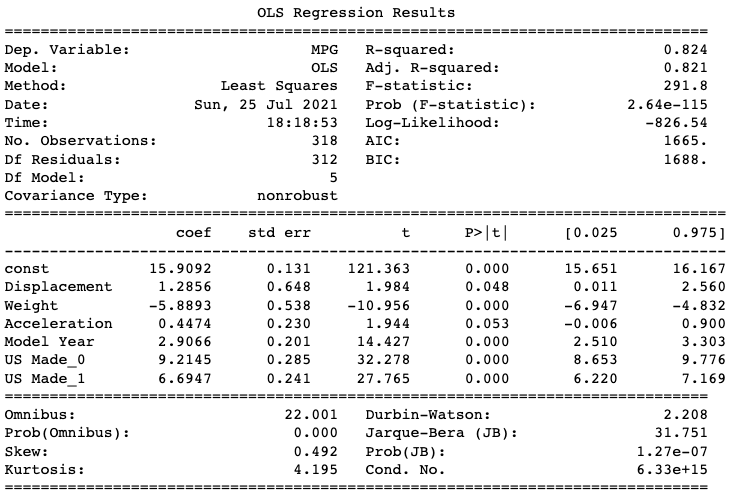 OLS Regression Results
==============================================================================
Dep. Variable: MPG R-squared: 0.824
Model: OLS Adj. R-squared: 0.821
Method: Least Squares F-statistic: 291.8
Date: Sun, 25 Jul 2021 Prob (F-statistic): 2.64e-115
Time: 18:18:53 Log-Likelihood: -826.54
No. Observations: 318 AIC: 1665.
Df Residuals: 312 BIC: 1688.
Df Model: 5
Covariance Type: nonrobust
================================================================================
coef std err t P>|t| [0.025 0.975]
--------------------------------------------------------------------------------
const 15.9092 0.131 121.363 0.000 15.651 16.167
Displacement 1.2856 0.648 1.984 0.048 0.011 2.560
Weight -5.8893 0.538 -10.956 0.000 -6.947 -4.832
Acceleration 0.4474 0.230 1.944 0.053 -0.006 0.900
Model Year 2.9066 0.201 14.427 0.000 2.510 3.303
US Made_0 9.2145 0.285 32.278 0.000 8.653 9.776
US Made_1 6.6947 0.241 27.765 0.000 6.220 7.169
==============================================================================
Omnibus: 22.001 Durbin-Watson: 2.208
Prob(Omnibus): 0.000 Jarque-Bera (JB): 31.751
Skew: 0.492 Prob(JB): 1.27e-07
Kurtosis: 4.195 Cond. No. 6.33e+15
==============================================================================